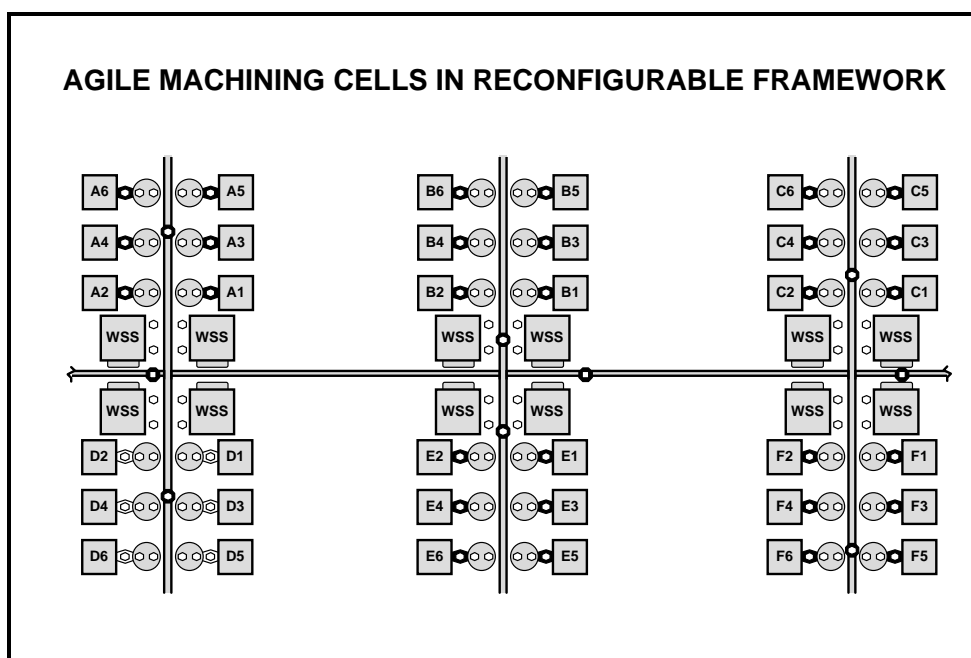 AGILE MACHINING CELLS IN RECONFIGURABLE FRAMEWORK
A6 A5 B6 B5 C6 C5
A4 A3 B4 B3 C4 C3
A2 A1 B2 B1 C2 C1
WSS WSS WSS WSS WSS WSS
WSS WSS WSS WSS WSS WSS
D2 D1 E2 E1 F2 F1
D4 D3 E4 E3 F4 F3
D6 D5 E6 E5 F6 F5